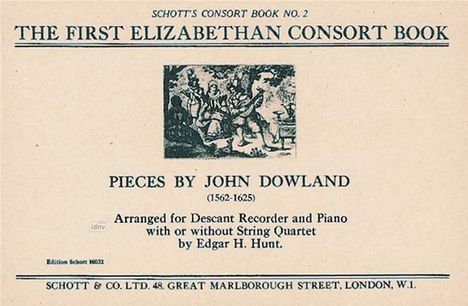 SCHOTT'S CONSORT BOOK NO. 2
THE FIRST ELIZABETHAN CONSORT BOOK
PIECES BY JOHN DOWLAND
(1562-1625)
Arranged for Descant Recorder and Piano
with or without String Quartet
by Edgar H. Hunt.
idnv
Edition Schott 10032
SCHOTT & CO. LTD. 48. GREAT MARLBOROUGH STREET, LONDON, W.1.